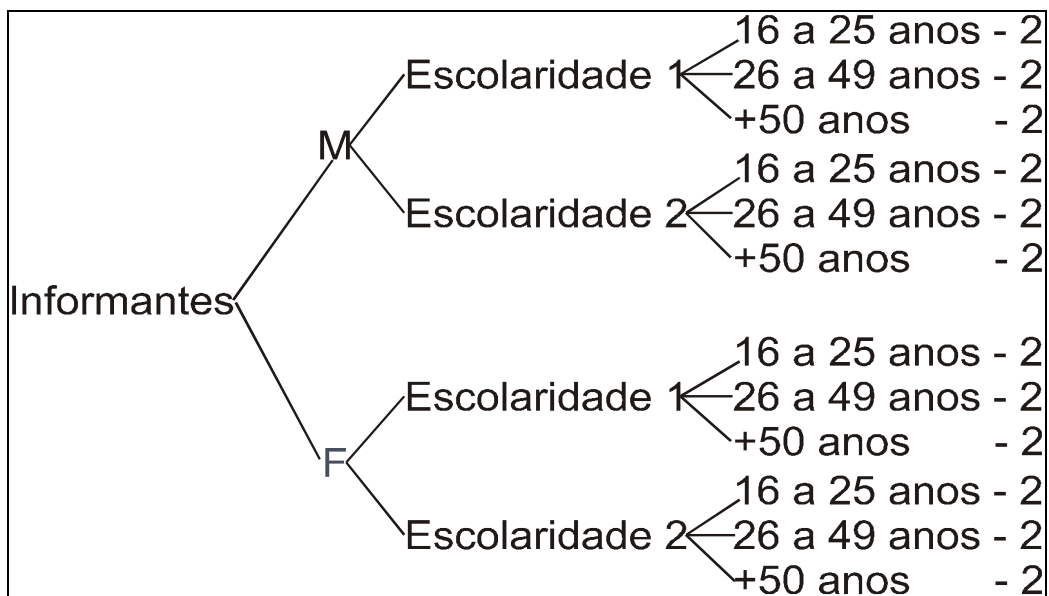 16 a 25 anos - 2
Escolaridade 1 26 a 49 anos - 2
+50 anos - 2
M
16 a 25 anos - 2
Escolaridade 2 26 a 49 anos - 2
+50 anos - 2
Informantes
16 a 25 anos - 2
Escolaridade 1 26 a 49 anos - 2
+50 anos - 2
F
16 a 25 anos - 2
Escolaridade 2 26 a 49 anos - 2
+50 anos - 2